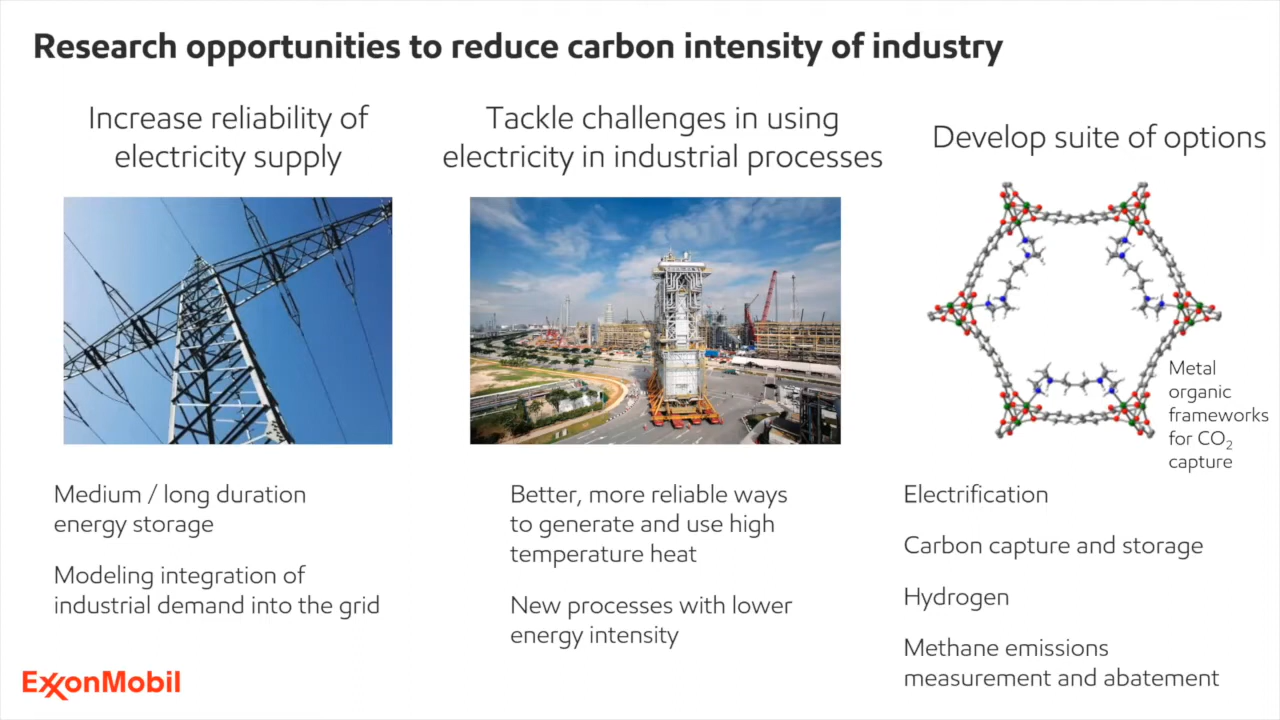 Research opportunities to reduce carbon intensity of industry
Increase reliability of
electricity supply
Tackle challenges in using
electricity in industrial processes
Develop suite of options
Metal
organic
frameworks
for CO₂
capture
Medium / long duration
energy storage
Modeling integration of
industrial demand into the grid
Better, more reliable ways
to generate and use high
temperature heat
New processes with lower
energy intensity
Electrification
Carbon capture and storage
Hydrogen
Methane emissions
measurement and abatement
ExxonMobil